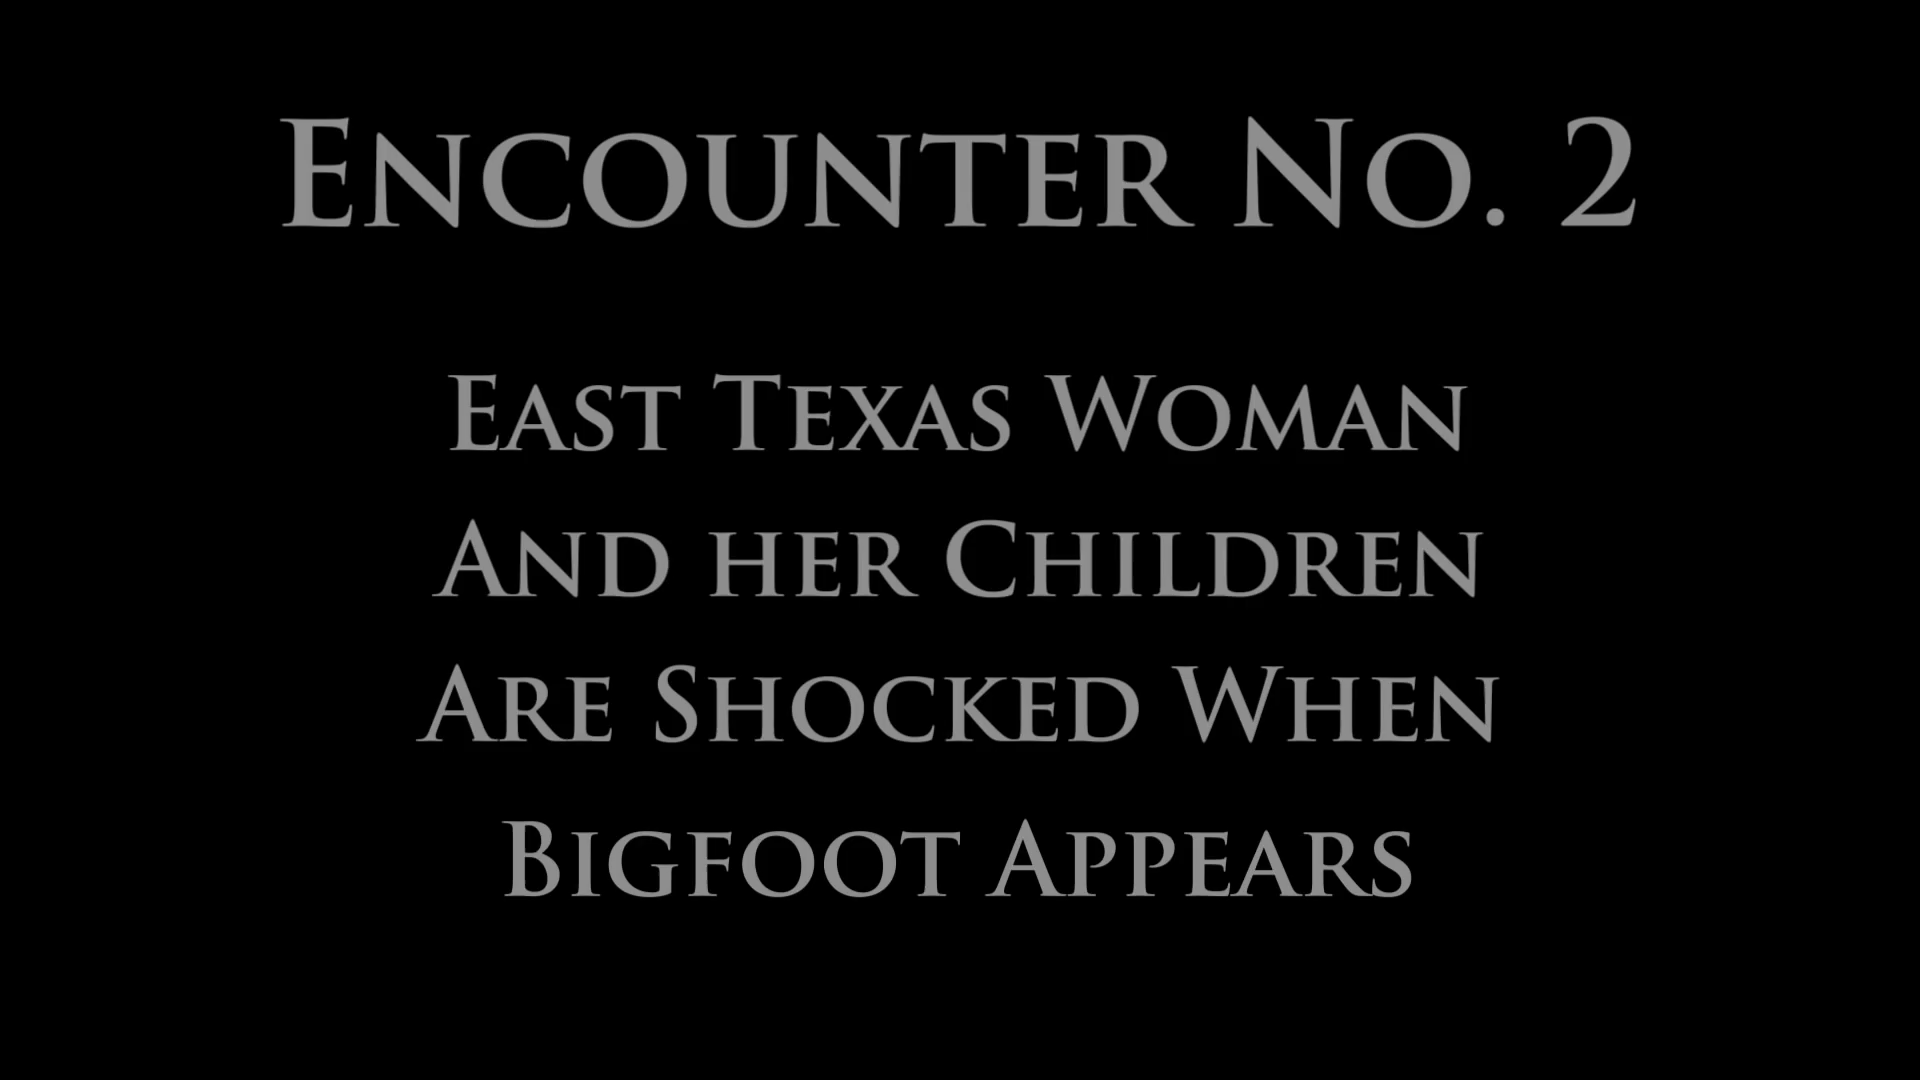 Encounter No. 2
East Texas Woman
And her Children
Are Shocked When
Bigfoot Appears